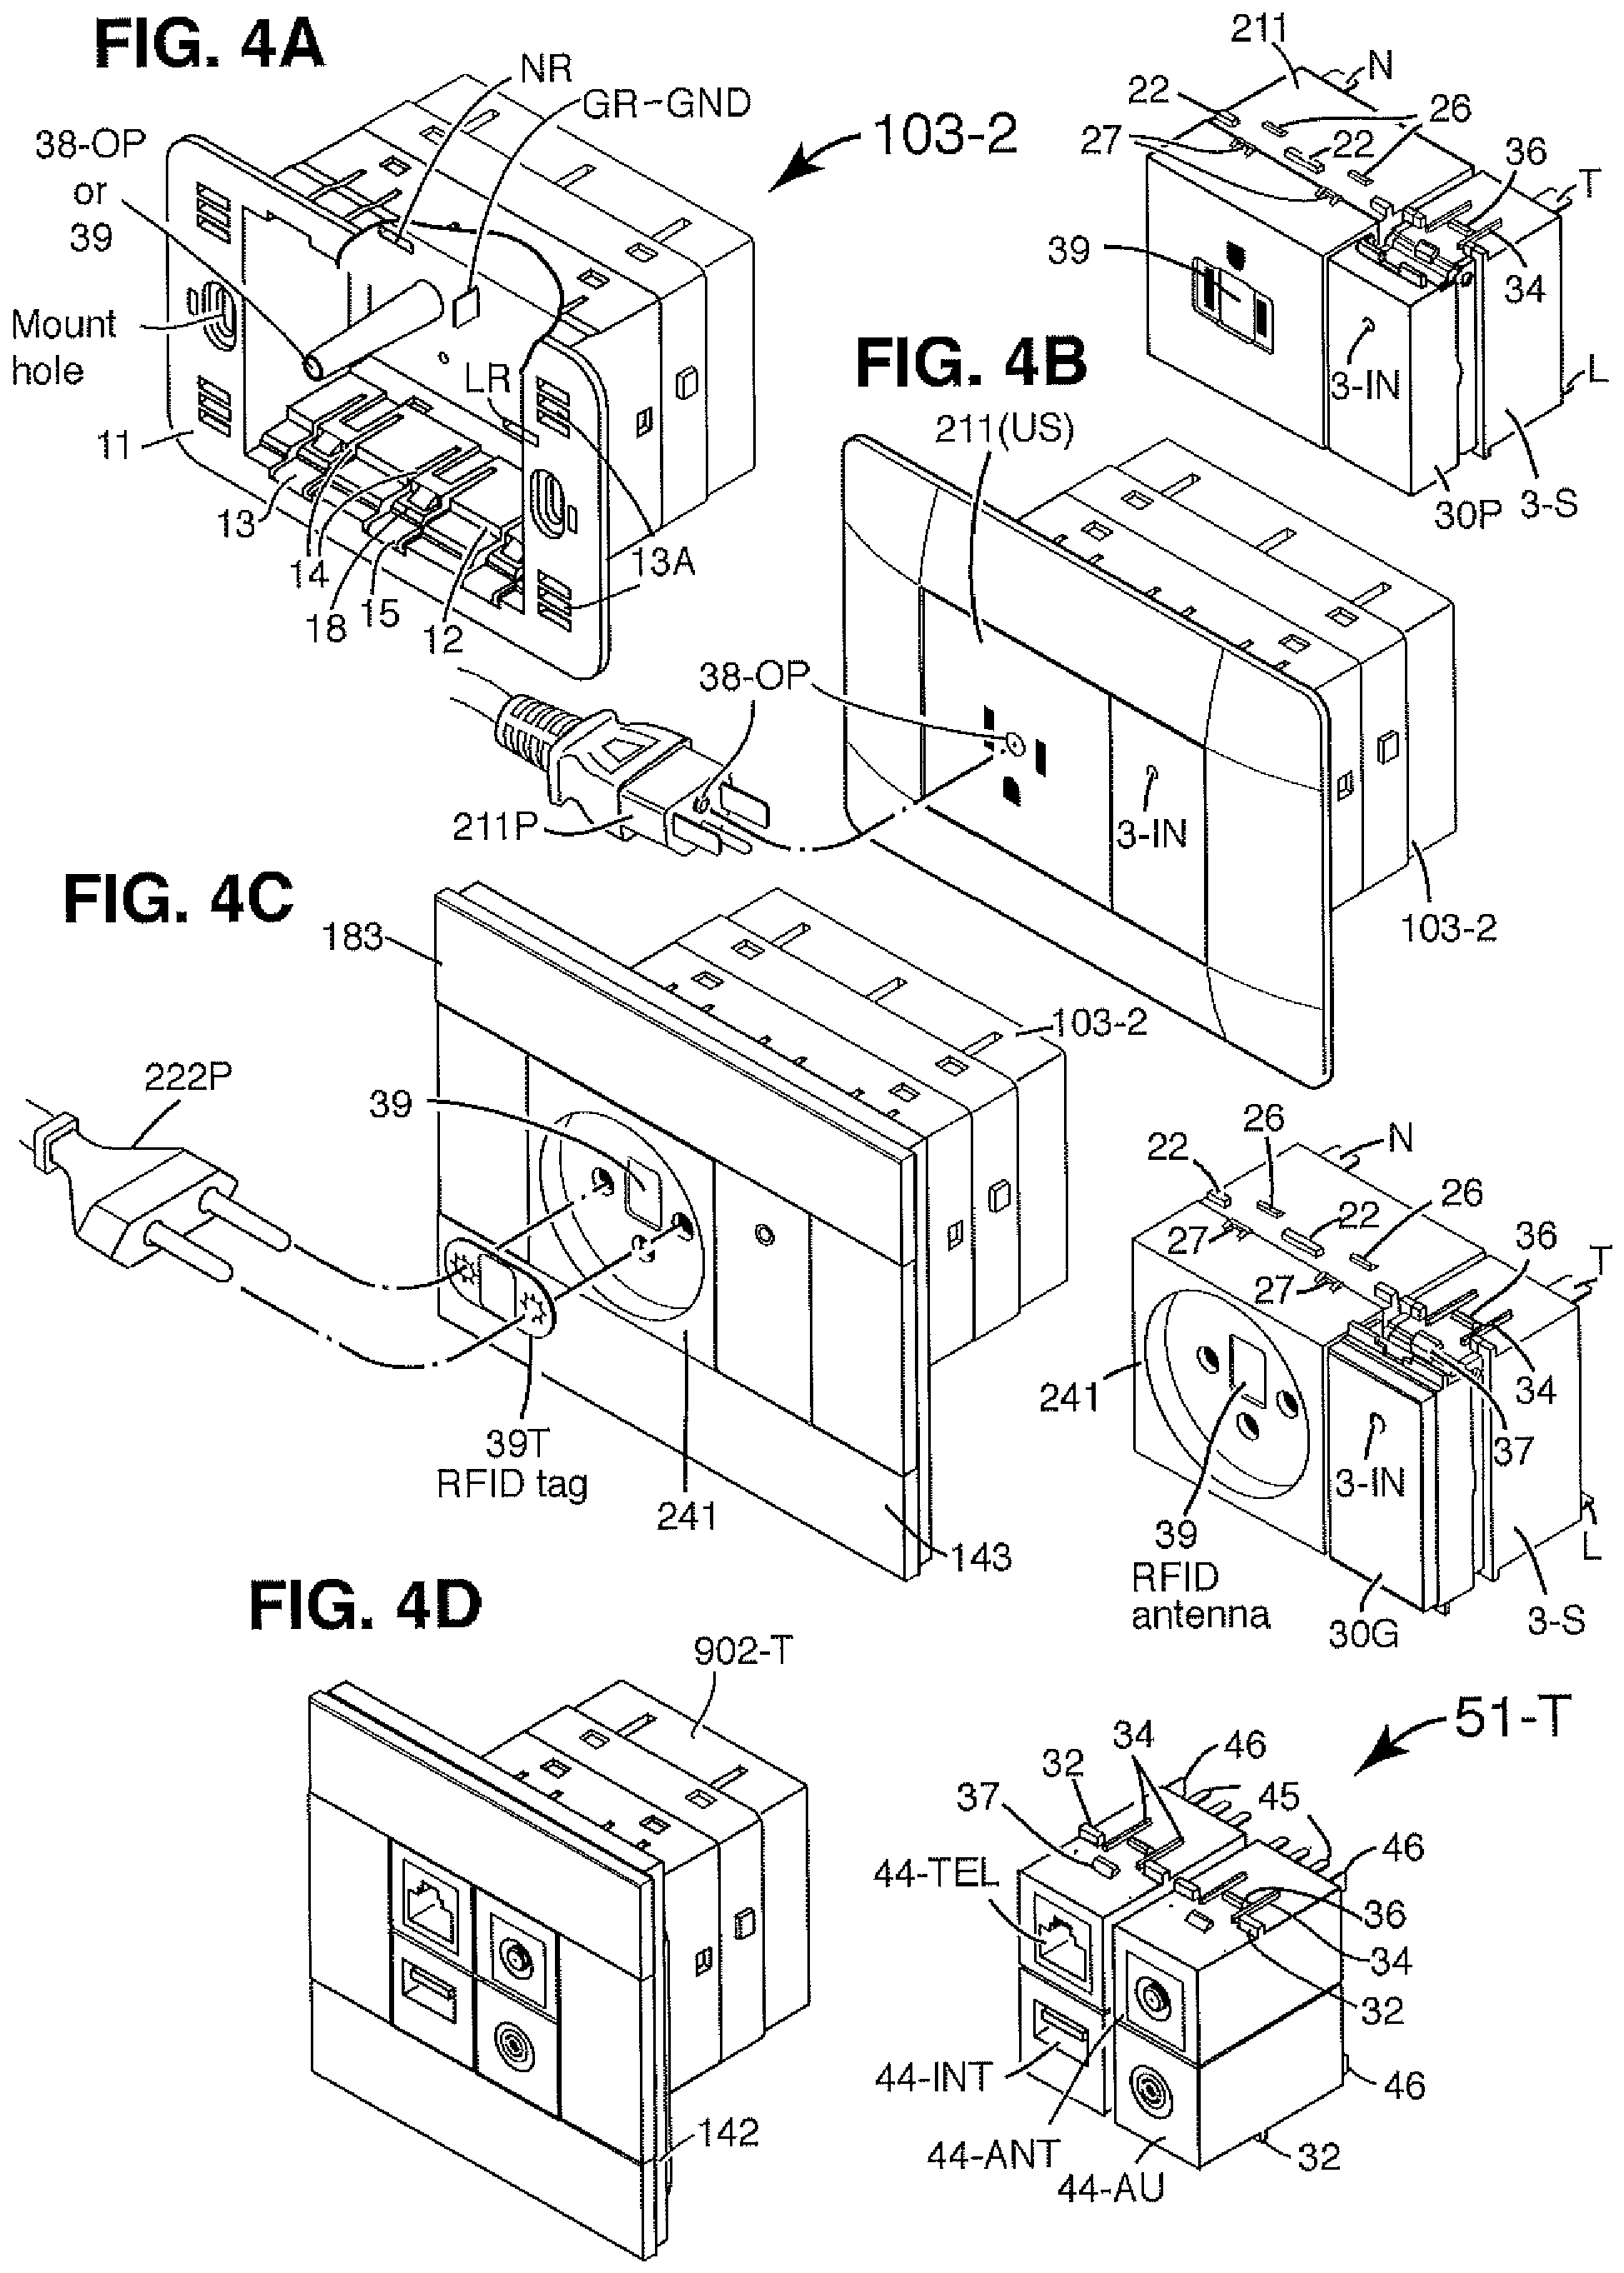 FIG. 4A
NR
GR-GND
103-2
38-OP
or
39
Mount
hole
LR
11
13
14
18
15
12
13A
211
N
22
26
27
22
36
T
39
34
3-IN
L
30P
3-S
FIG. 4B
211(US)
38-OP
211P
3-IN
103-2
FIG. 4C
183
103-2
222P
39
39T
RFID tag
241
143
22
26
N
27
22
26
36
T
27
241
34
37
3-IN
39
RFID
antenna
L
30G
3-S
FIG. 4D
902-T
142
51-T
34
46
32
45
37
44-TEL
46
36
34
32
44-INT
46
44-ANT
32
44-AU